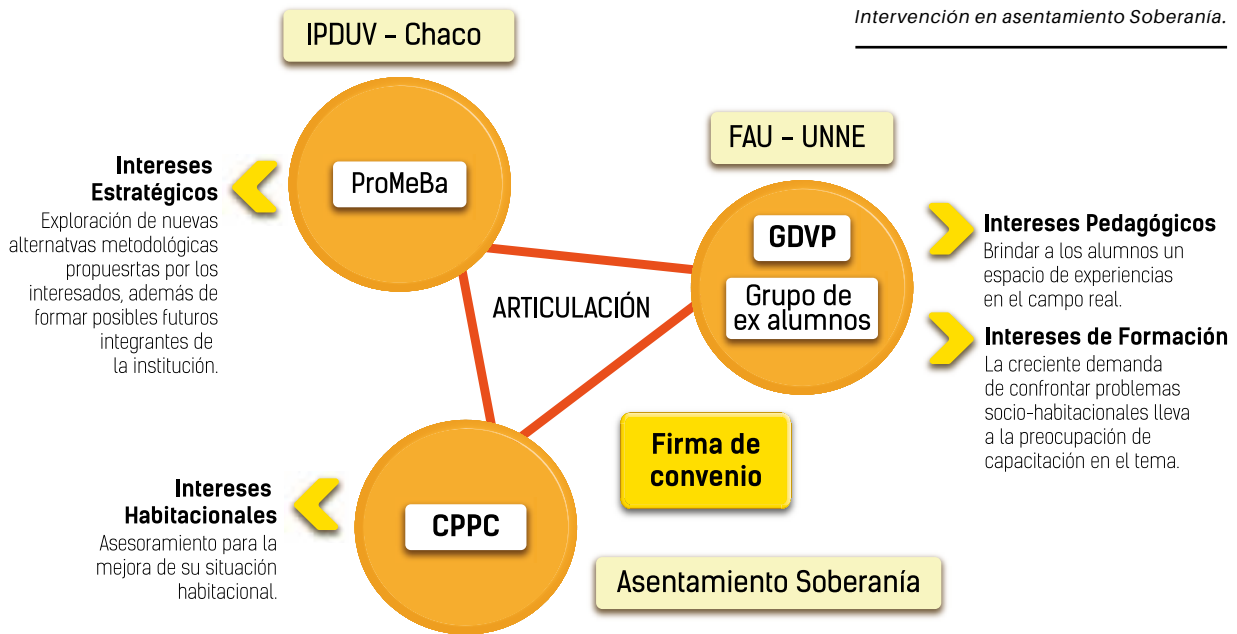 Intervención en asentamiento Soberanía.
IPDUV - Chaco
ProMeBa
Intereses
Estratégicos
Exploración de nuevas
alternatvas metodológicas
propuesrtas por los
interesados, además de
formar posibles futuros
integrantes de
la institución.
FAU - UNNE
GDVP
Grupo de
ex alumnos
Intereses Pedagógicos
Brindar a los alumnos un
espacio de experiencias
en el campo real.
Intereses de Formación
La creciente demanda
de confrontar problemas
socio-habitacionales lleva
a la preocupación de
capacitación en el tema.
ARTICULACIÓN
Firma de
convenio
Intereses
Habitacionales
Asesoramiento para la
mejora de su situación
habitacional.
CPPC
Asentamiento Soberanía